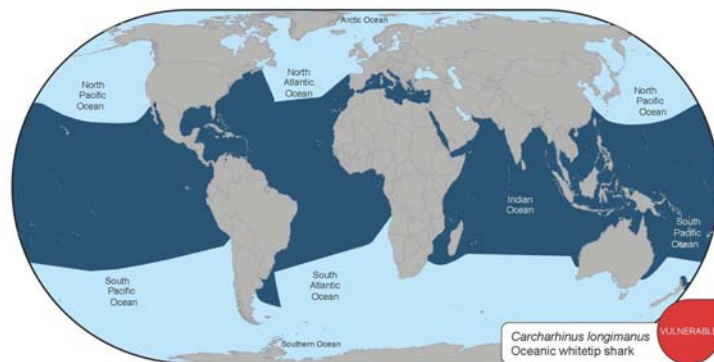 Arctic Ocean
North
Pacific
Ocean
North
Atlantic
Ocean
North
Pacific
Ocean
Indian
Ocean
South
Pacific
Ocean
South
Pacific
Ocean
South
Atlantic
Ocean
Southern Ocean
Carcharhinus longimanus
Oceanic whitetip shark
VULNERABLE